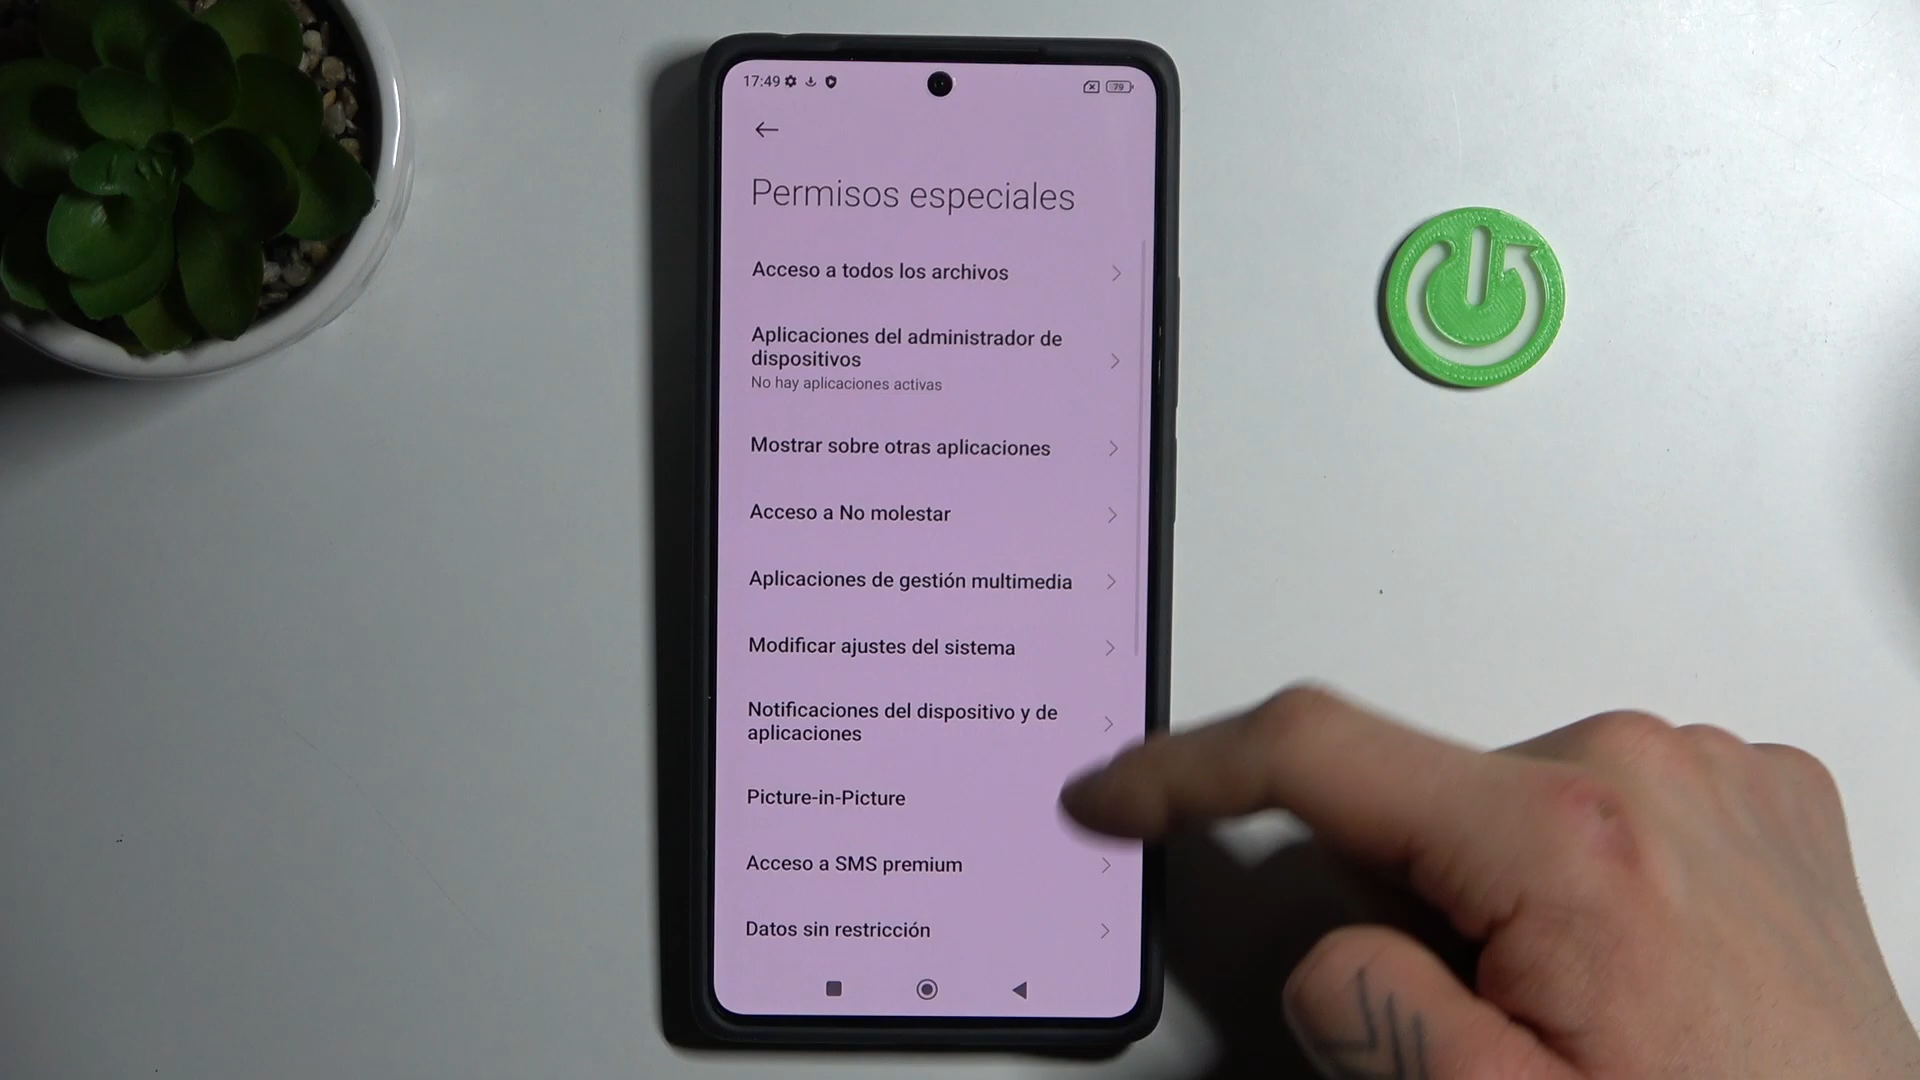 17:49
79
Permisos especiales
Acceso a todos los archivos
Aplicaciones del administrador de
dispositivos
No hay aplicaciones activas
Mostrar sobre otras aplicaciones
Acceso a No molestar
Aplicaciones de gestión multimedia
Modificar ajustes del sistema
Notificaciones del dispositivo y de
aplicaciones
Picture-in-Picture
Acceso a SMS premium
Datos sin restricción